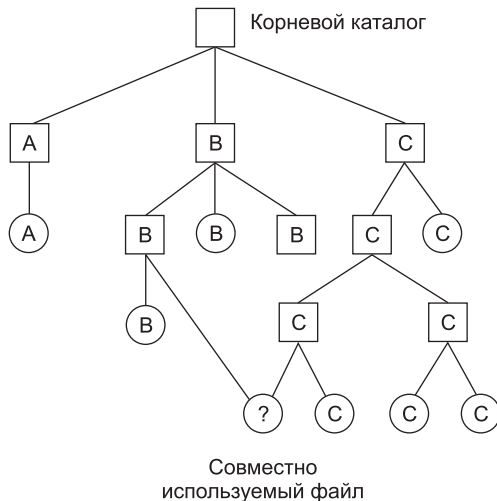 Корневой каталог
A B C
A B B B C C
B C C
? C C C
Совместно
используемый файл